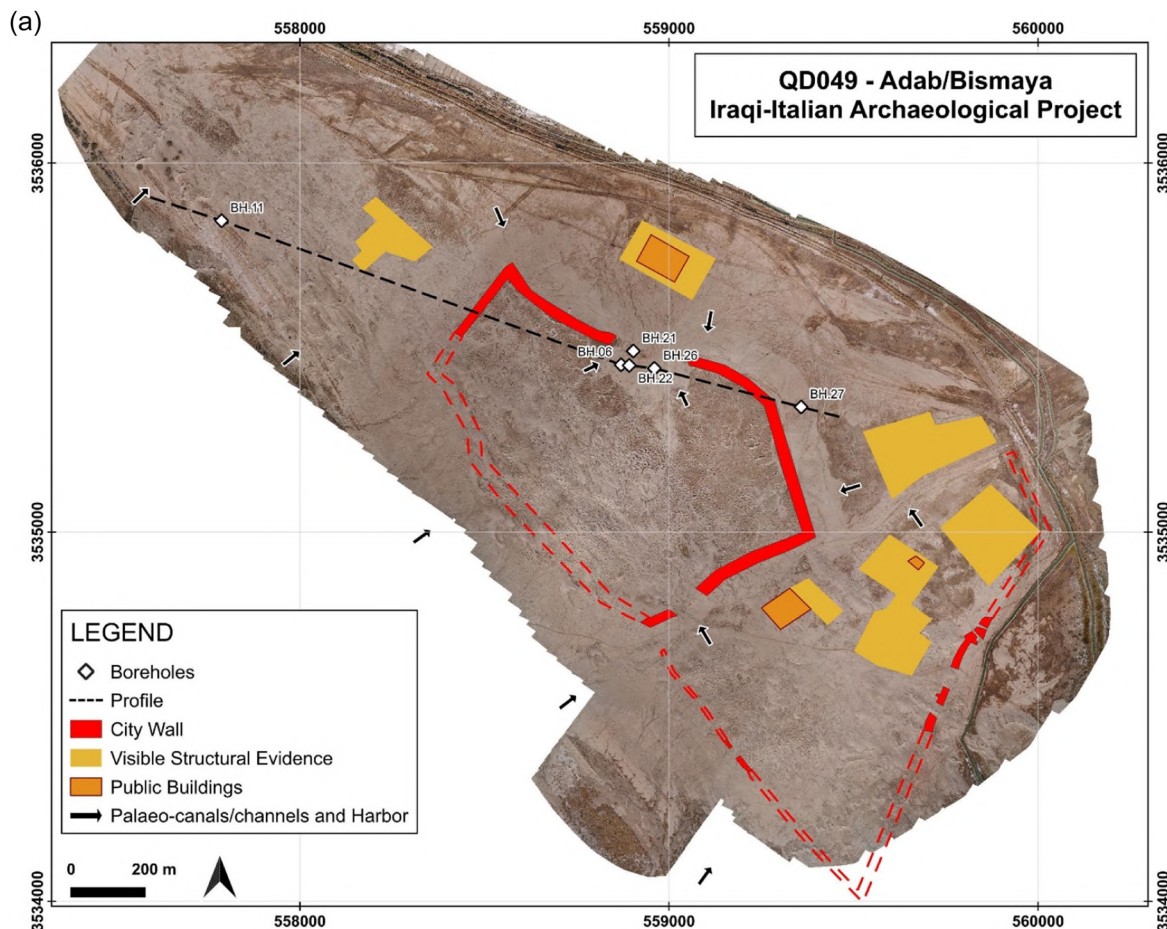 (a)
558000
559000
560000
QD049 - Adab/Bismaya
Iraqi-Italian Archaeological Project
3536000
3536000
BH.11
BH.21
BH.06
BH.26
BH.22
BH.27
3535000
3535000
LEGEND
Boreholes
Profile
City Wall
Visible Structural Evidence
Public Buildings
Palaeo-canals/channels and Harbor
0
200 m
3534000
3534000
558000
559000
560000